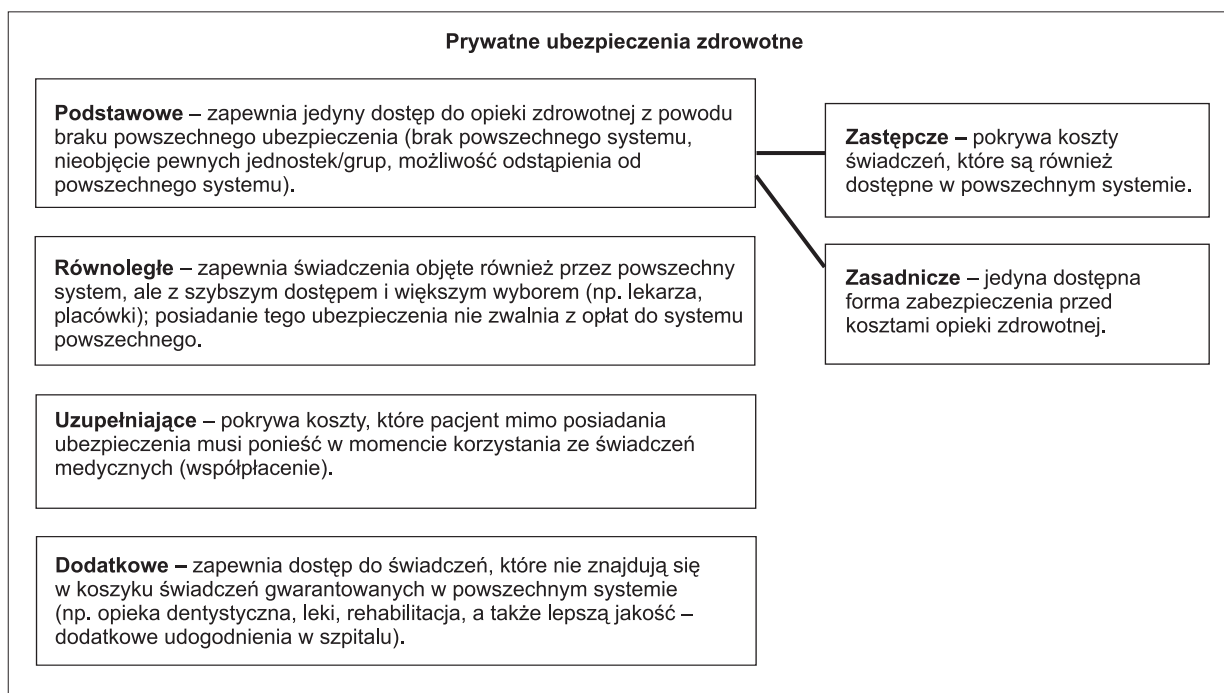 Prywatne ubezpieczenia zdrowotne
Podstawowe – zapewnia jedyny dostęp do opieki zdrowotnej z powodu
braku powszechnego ubezpieczenia (brak powszechnego systemu,
nieobjęcie pewnych jednostek/grup, możliwość odstąpienia od
powszechnego systemu).
Zastępcze – pokrywa koszty
świadczeń, które są również
dostępne w powszechnym systemie.
Równoległe – zapewnia świadczenia objęte również przez powszechny
system, ale z szybszym dostępem i większym wyborem (np. lekarza,
placówki); posiadanie tego ubezpieczenia nie zwalnia z opłat do systemu
powszechnego.
Zasadnicze – jedyna dostępna
forma zabezpieczenia przed
kosztami opieki zdrowotnej.
Uzupełniające – pokrywa koszty, które pacjent mimo posiadania
ubezpieczenia musi ponieść w momencie korzystania ze świadczeń
medycznych (współpłacenie).
Dodatkowe – zapewnia dostęp do świadczeń, które nie znajdują się
w koszyku świadczeń gwarantowanych w powszechnym systemie
(np. opieka dentystyczna, leki, rehabilitacja, a także lepszą jakość –
dodatkowe udogodnienia w szpitalu).